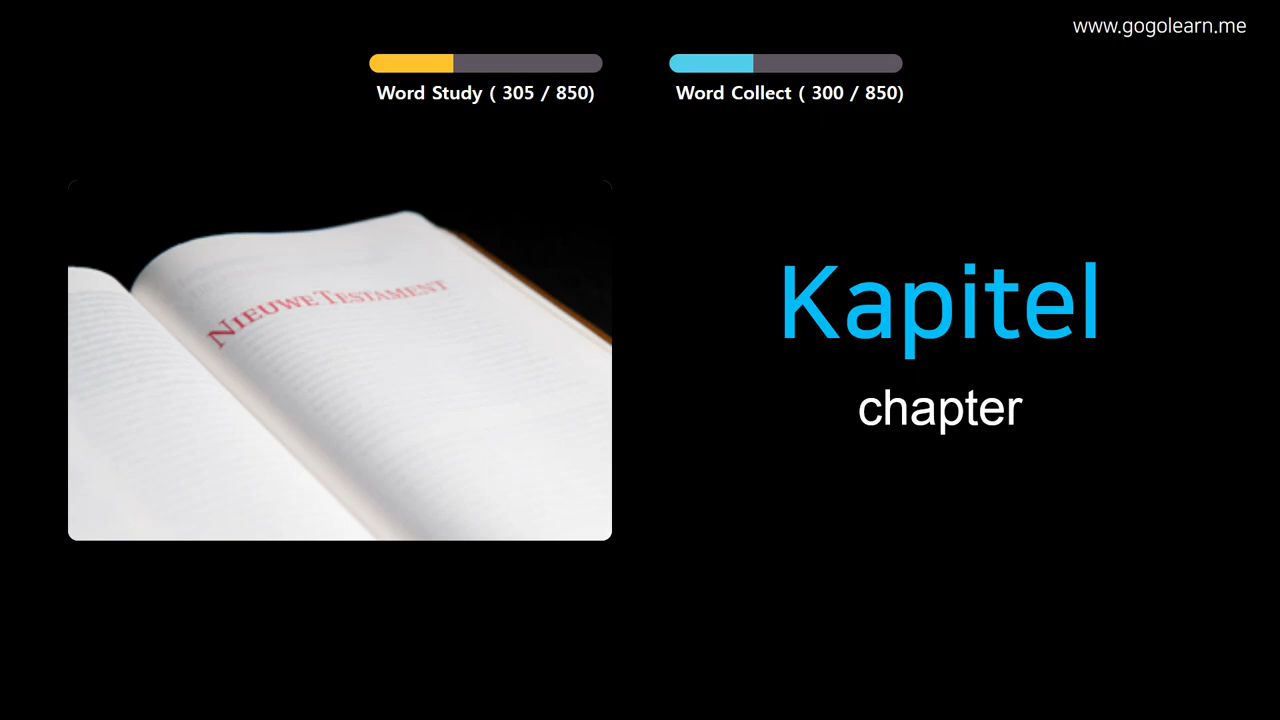 www.gogolearn.me
Word Study ( 305 / 850)
Word Collect ( 300 / 850)
NIEUWE TESTAMENT
Kapitel
chapter